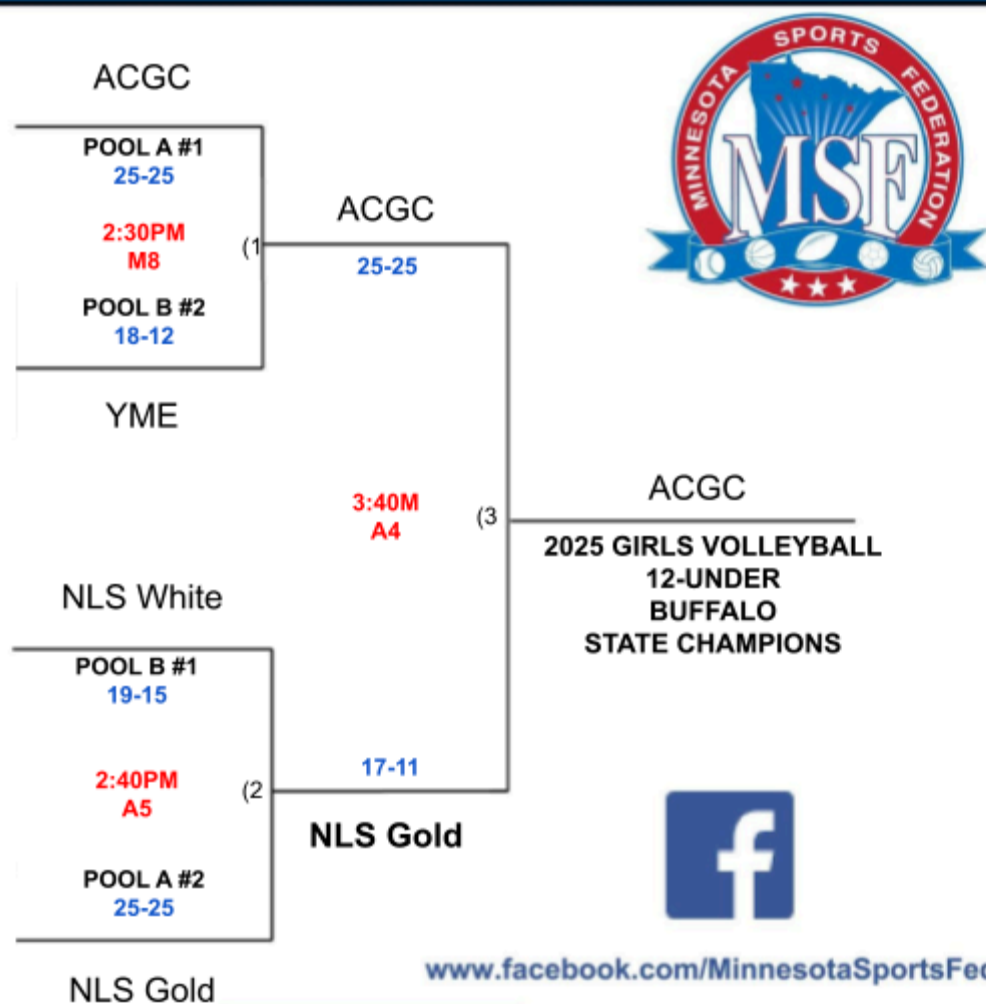 MINNESOTA SPORTS FEDERATION
MSF
ACGC
POOL A #1
25-25
2:30PM
M8
(1
POOL B #2
18-12
YME
ACGC
25-25
3:40M
A4
(3
ACGC
2025 GIRLS VOLLEYBALL
12-UNDER
BUFFALO
STATE CHAMPIONS
NLS White
POOL B #1
19-15
2:40PM
A5
(2
POOL A #2
25-25
NLS Gold
17-11
NLS Gold
f
www.facebook.com/MinnesotaSportsFed